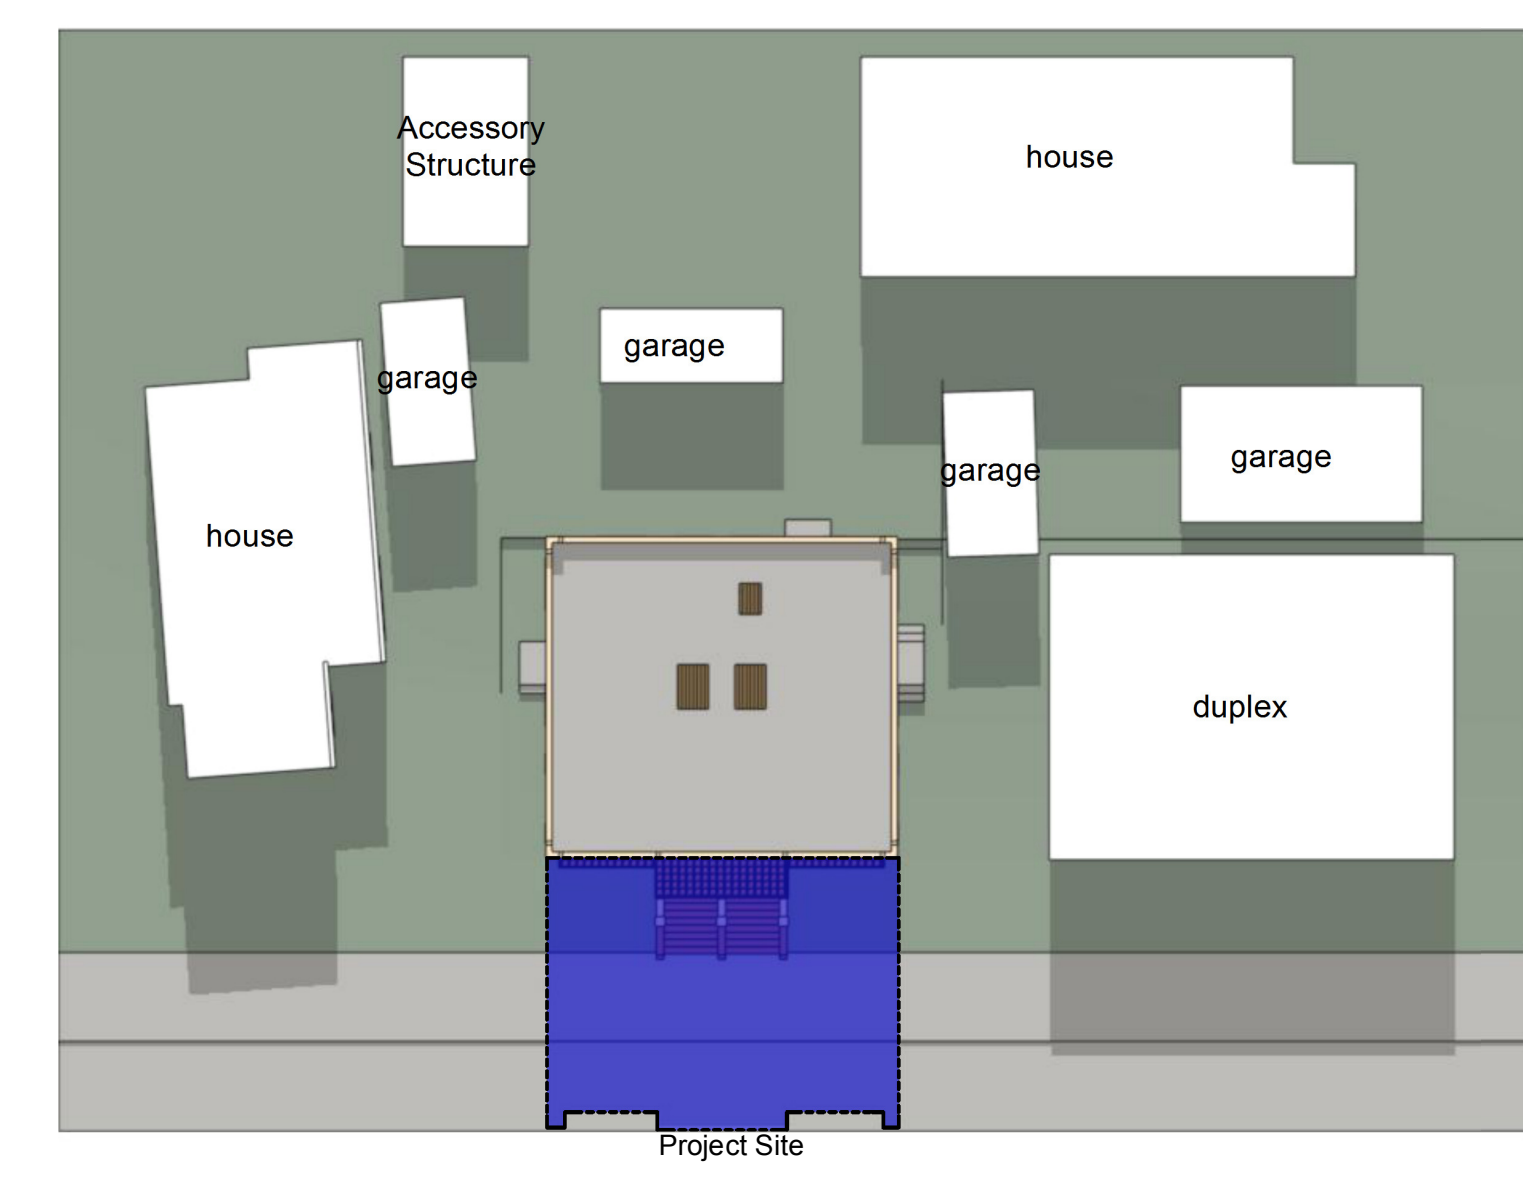 Accessory
Structure
house
garage
garage
garage
garage
house
duplex
Project Site